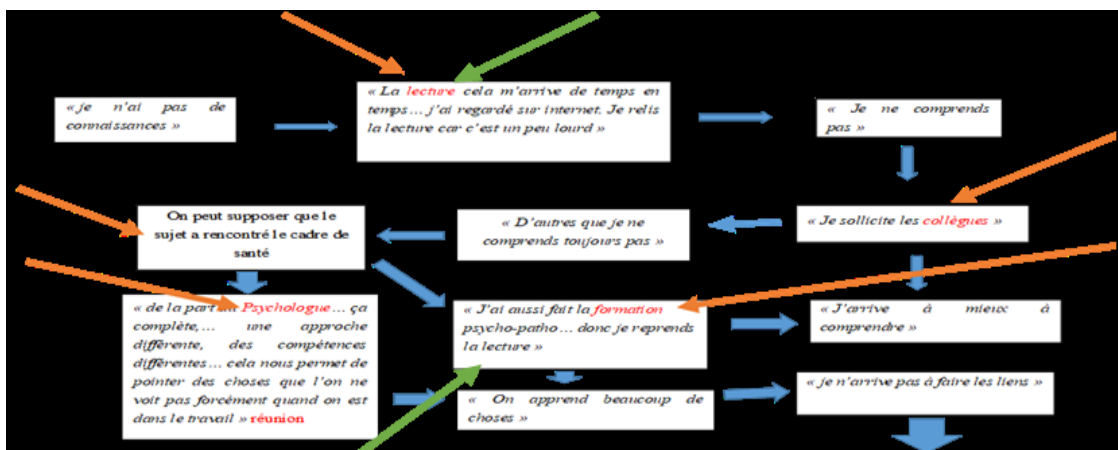 « je n'ai pas de
connaissances »
« La lecture cela m'arrive de temps en
temps… j'ai regardé sur internet. Je relis
la lecture car c'est un peu lourd »
« Je ne comprends
pas »
On peut supposer que le
sujet a rencontré le cadre de
santé
« D'autres que je ne
comprends toujours pas »
« Je sollicite les collègues »
« de la part Psychologue… ça
complète,… une approche
différente, des compétences
différentes… cela nous permet de
pointer des choses que l'on ne
voit pas forcément quand on est
dans le travail » réunion
« J'ai aussi fait la formation
psycho-patho… donc je reprends
la lecture »
« J'arrive à mieux à
comprendre »
« On apprend beaucoup de
choses »
« je n'arrive pas à faire les liens »